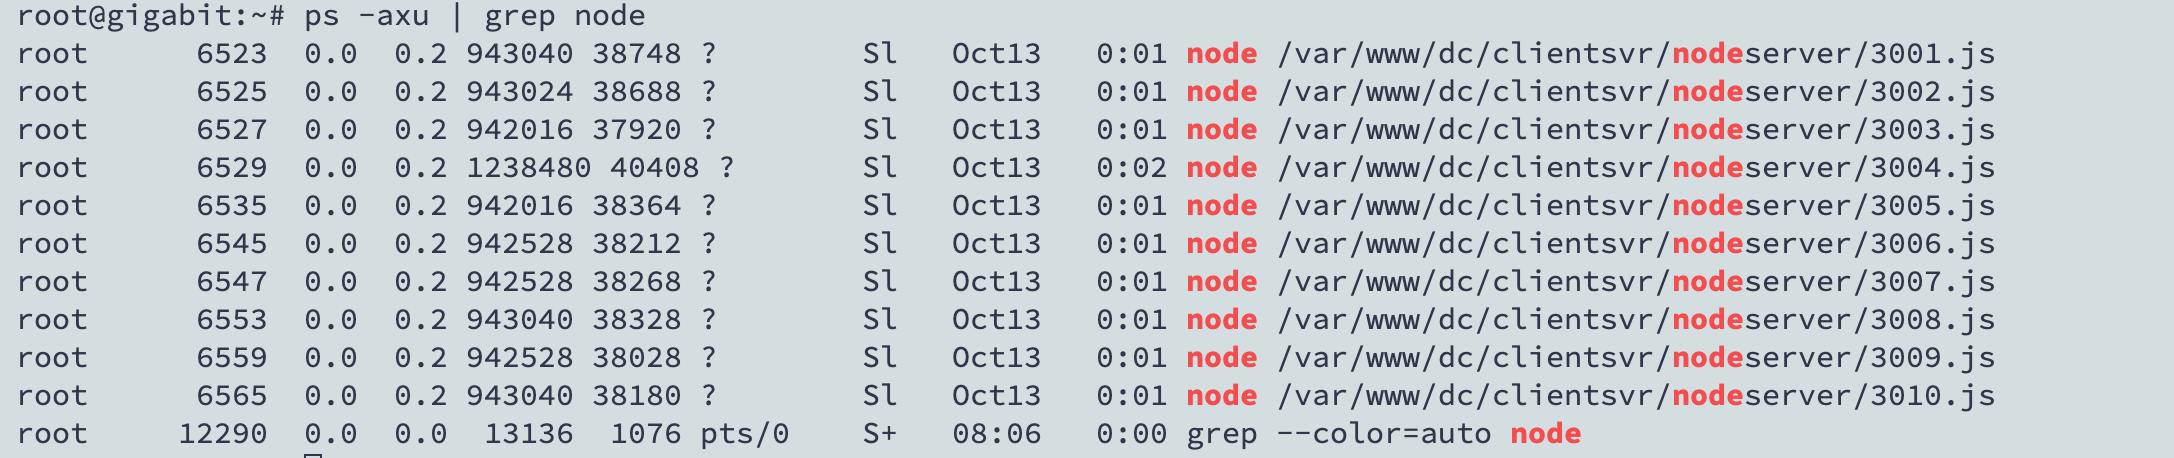 root@gigabit:~# ps -axu | grep node
root      6523  0.0  0.2 943040 38748 ?        Sl   Oct13   0:01 node /var/www/dc/clientsvr/nodeserver/3001.js
root      6525  0.0  0.2 943024 38688 ?        Sl   Oct13   0:01 node /var/www/dc/clientsvr/nodeserver/3002.js
root      6527  0.0  0.2 942016 37920 ?        Sl   Oct13   0:01 node /var/www/dc/clientsvr/nodeserver/3003.js
root      6529  0.0  0.2 1238480 40408 ?       Sl   Oct13   0:02 node /var/www/dc/clientsvr/nodeserver/3004.js
root      6535  0.0  0.2 942016 38364 ?        Sl   Oct13   0:01 node /var/www/dc/clientsvr/nodeserver/3005.js
root      6545  0.0  0.2 942528 38212 ?        Sl   Oct13   0:01 node /var/www/dc/clientsvr/nodeserver/3006.js
root      6547  0.0  0.2 942528 38268 ?        Sl   Oct13   0:01 node /var/www/dc/clientsvr/nodeserver/3007.js
root      6553  0.0  0.2 943040 38328 ?        Sl   Oct13   0:01 node /var/www/dc/clientsvr/nodeserver/3008.js
root      6559  0.0  0.2 942528 38028 ?        Sl   Oct13   0:01 node /var/www/dc/clientsvr/nodeserver/3009.js
root      6565  0.0  0.2 943040 38180 ?        Sl   Oct13   0:01 node /var/www/dc/clientsvr/nodeserver/3010.js
root     12290  0.0  0.0  13136  1076 pts/0    S+   08:06   0:00 grep --color=auto node